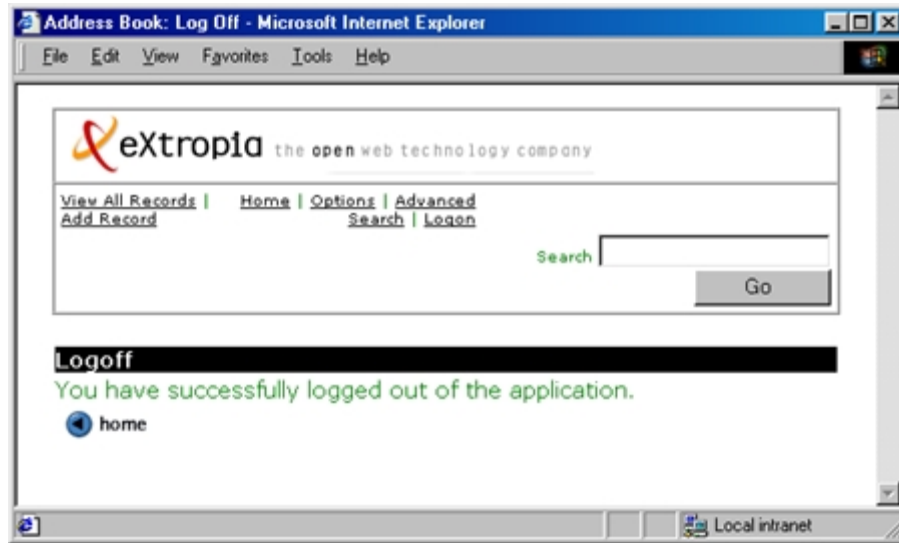 Address Book: Log Off - Microsoft Internet Explorer
File Edit View Favorites Tools Help
eXtropia the open web technology company
View All Records | Home | Options | Advanced
Add Record Search | Logon
Search
Go
Logoff
You have successfully logged out of the application.
home
Local intranet